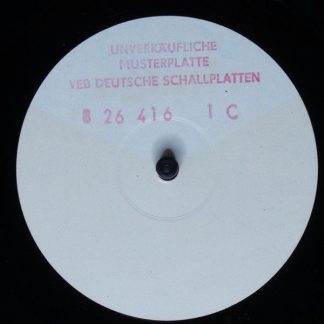 UNVERKÄUFLICHE
MUSTERPLATTE
VEB DEUTSCHE SCHALLPLATTEN
8 26 416 1 C